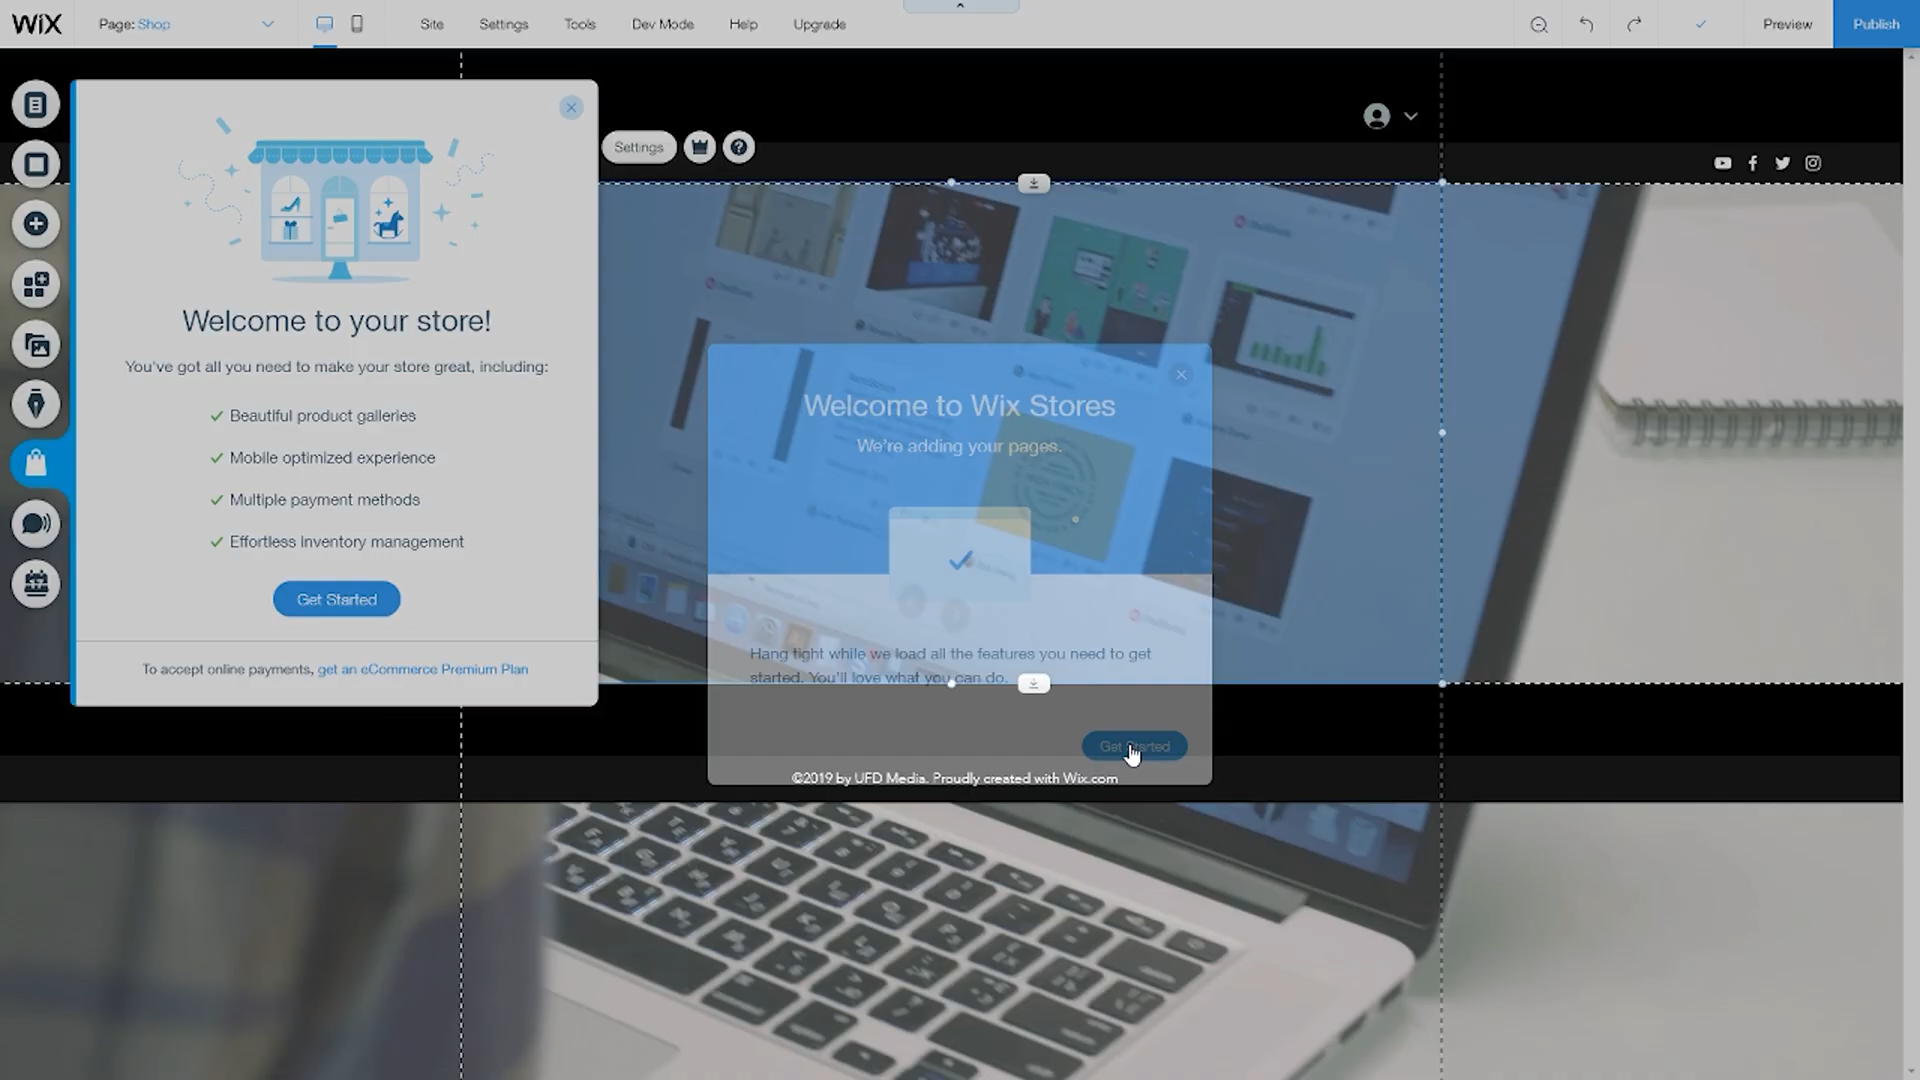 WiX
Page: Shop
Site
Settings
Tools
Dev Mode
Help
Upgrade
Preview
Publish
Settings
Welcome to your store!
You've got all you need to make your store great, including:
Beautiful product galleries
Mobile optimized experience
Multiple payment methods
Effortless inventory management
Get Started
To accept online payments, get an eCommerce Premium Plan
Welcome to Wix Stores
We're adding your pages.
Hang tight while we load all the features you need to get
started. You'll love what you can do.
Get Started
©2019 by UFD Media. Proudly created with Wix.com